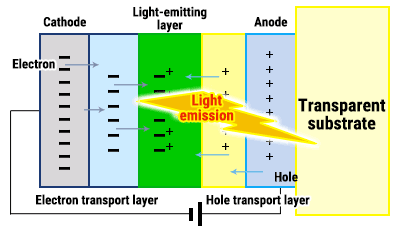 Cathode
Light-emitting
layer
Anode
Electron
Light
emission
Transparent
substrate
Hole
Electron transport layer
Hole transport layer